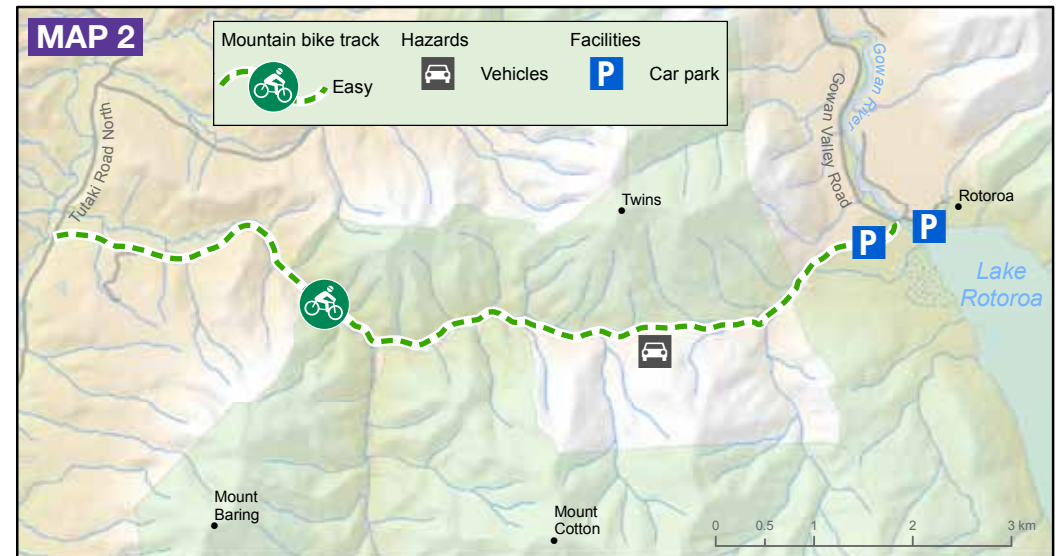 MAP 2
Mountain bike track
Easy
Hazards
Vehicles
Facilities
P
Car park
Tutaki Road North
Gowan River
Gowan Valley Road
Twins
Rotoroa
P
P
Lake
Rotoroa
Mount
Baring
Mount
Cotton
0 0.5 1 2 3 km